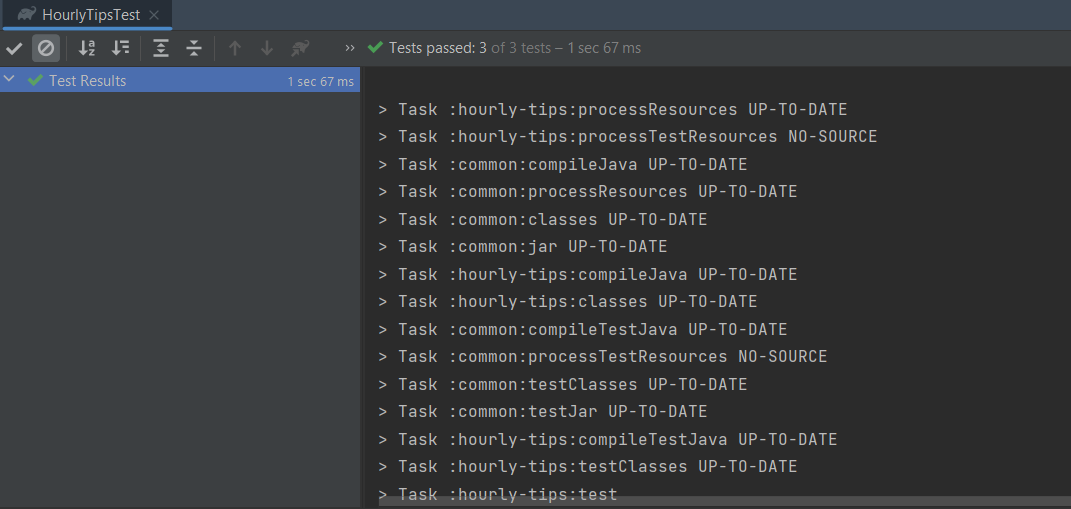 HourlyTipsTest
Tests passed: 3 of 3 tests – 1 sec 67 ms
Test Results 1 sec 67 ms
> Task :hourly-tips:processResources UP-TO-DATE
> Task :hourly-tips:processTestResources NO-SOURCE
> Task :common:compileJava UP-TO-DATE
> Task :common:processResources UP-TO-DATE
> Task :common:classes UP-TO-DATE
> Task :common:jar UP-TO-DATE
> Task :hourly-tips:compileJava UP-TO-DATE
> Task :hourly-tips:classes UP-TO-DATE
> Task :common:compileTestJava UP-TO-DATE
> Task :common:processTestResources NO-SOURCE
> Task :common:testClasses UP-TO-DATE
> Task :common:testJar UP-TO-DATE
> Task :hourly-tips:compileTestJava UP-TO-DATE
> Task :hourly-tips:testClasses UP-TO-DATE
> Task :hourly-tips:test